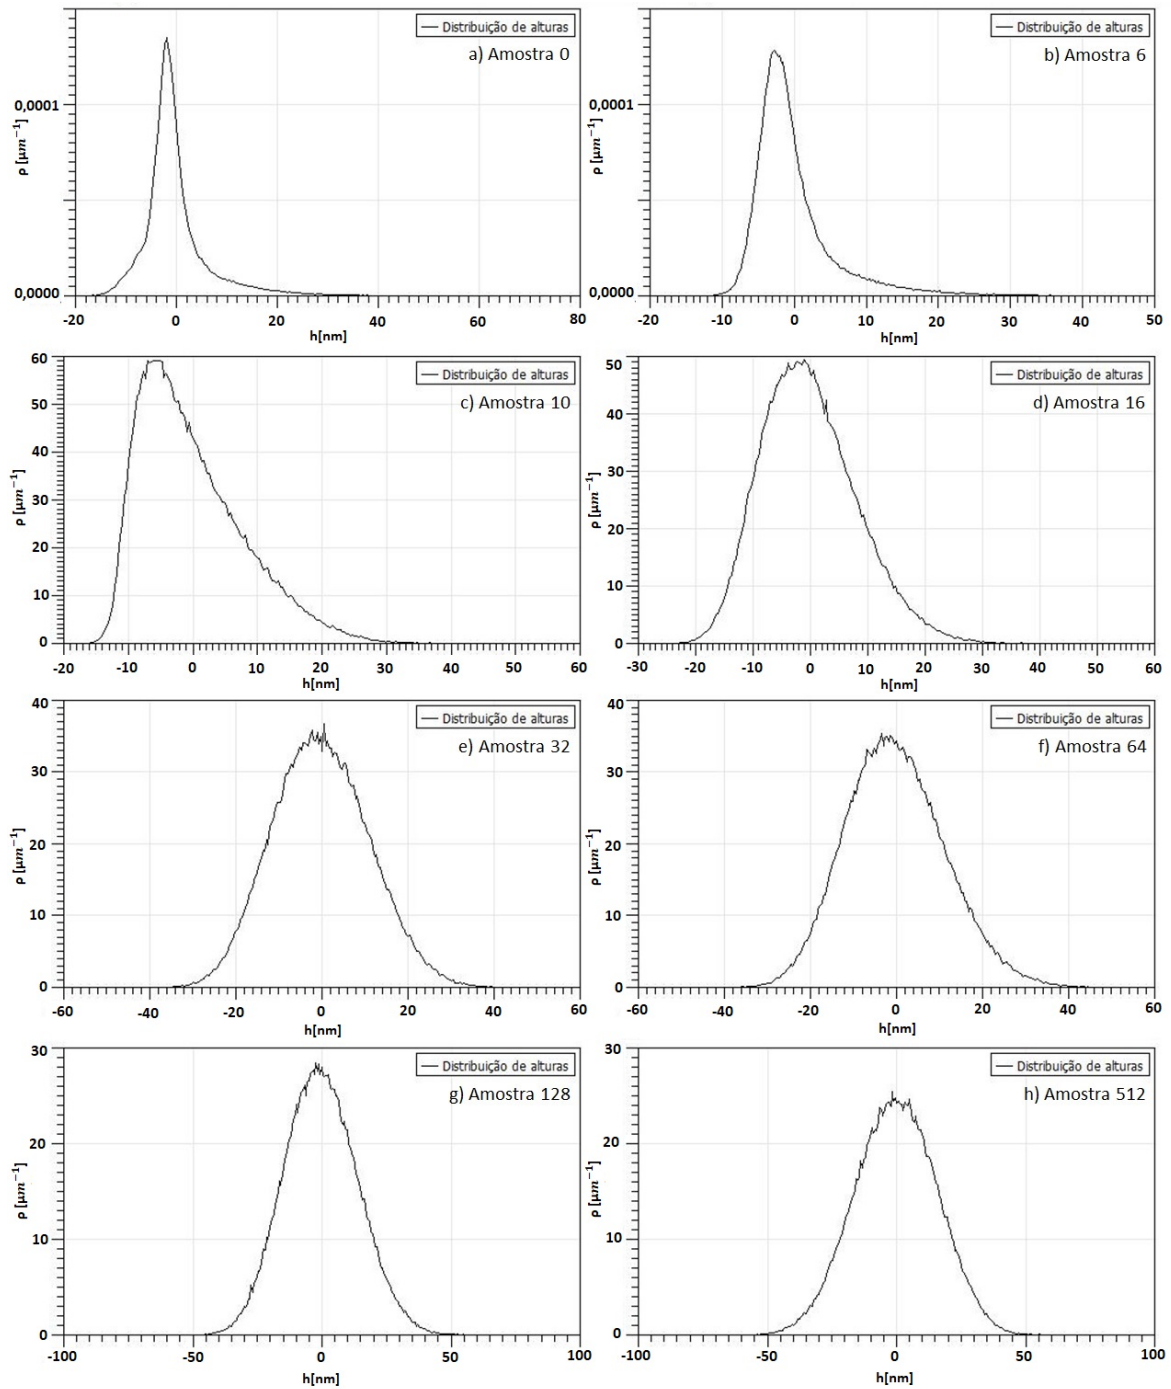 Distribuição de alturas
a) Amostra 0
0,0001
0,0000
ρ [μm⁻¹]
-20 0 20 40 60 80
h[nm]
Distribuição de alturas
b) Amostra 6
0,0001
0,0000
ρ [μm⁻¹]
-20 -10 0 10 20 30 40 50
h[nm]
Distribuição de alturas
c) Amostra 10
60
50
40
30
20
10
0
ρ [μm⁻¹]
-20 -10 0 10 20 30 40 50 60
h[nm]
Distribuição de alturas
d) Amostra 16
50
40
30
20
10
0
ρ [μm⁻¹]
-30 -20 -10 0 10 20 30 40 50 60
h[nm]
Distribuição de alturas
e) Amostra 32
40
30
20
10
0
ρ [μm⁻¹]
-60 -40 -20 0 20 40 60
h[nm]
Distribuição de alturas
f) Amostra 64
40
30
20
10
0
ρ [μm⁻¹]
-60 -40 -20 0 20 40 60
h[nm]
Distribuição de alturas
g) Amostra 128
30
20
10
0
ρ [μm⁻¹]
-100 -50 0 50 100
h[nm]
Distribuição de alturas
h) Amostra 512
30
20
10
0
ρ [μm⁻¹]
-100 -50 0 50 100
h[nm]